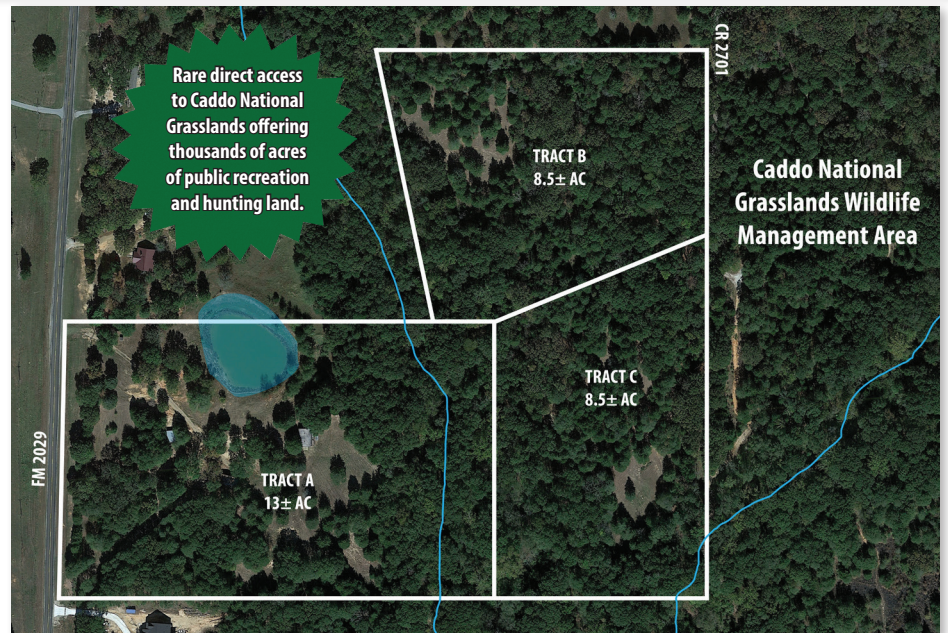 Rare direct access
to Caddo National
Grasslands offering
thousands of acres
of public recreation
and hunting land.
CR 2701
TRACT B
8.5± AC
Caddo National
Grasslands Wildlife
Management Area
TRACT C
8.5± AC
FM 2029
TRACT A
13± AC